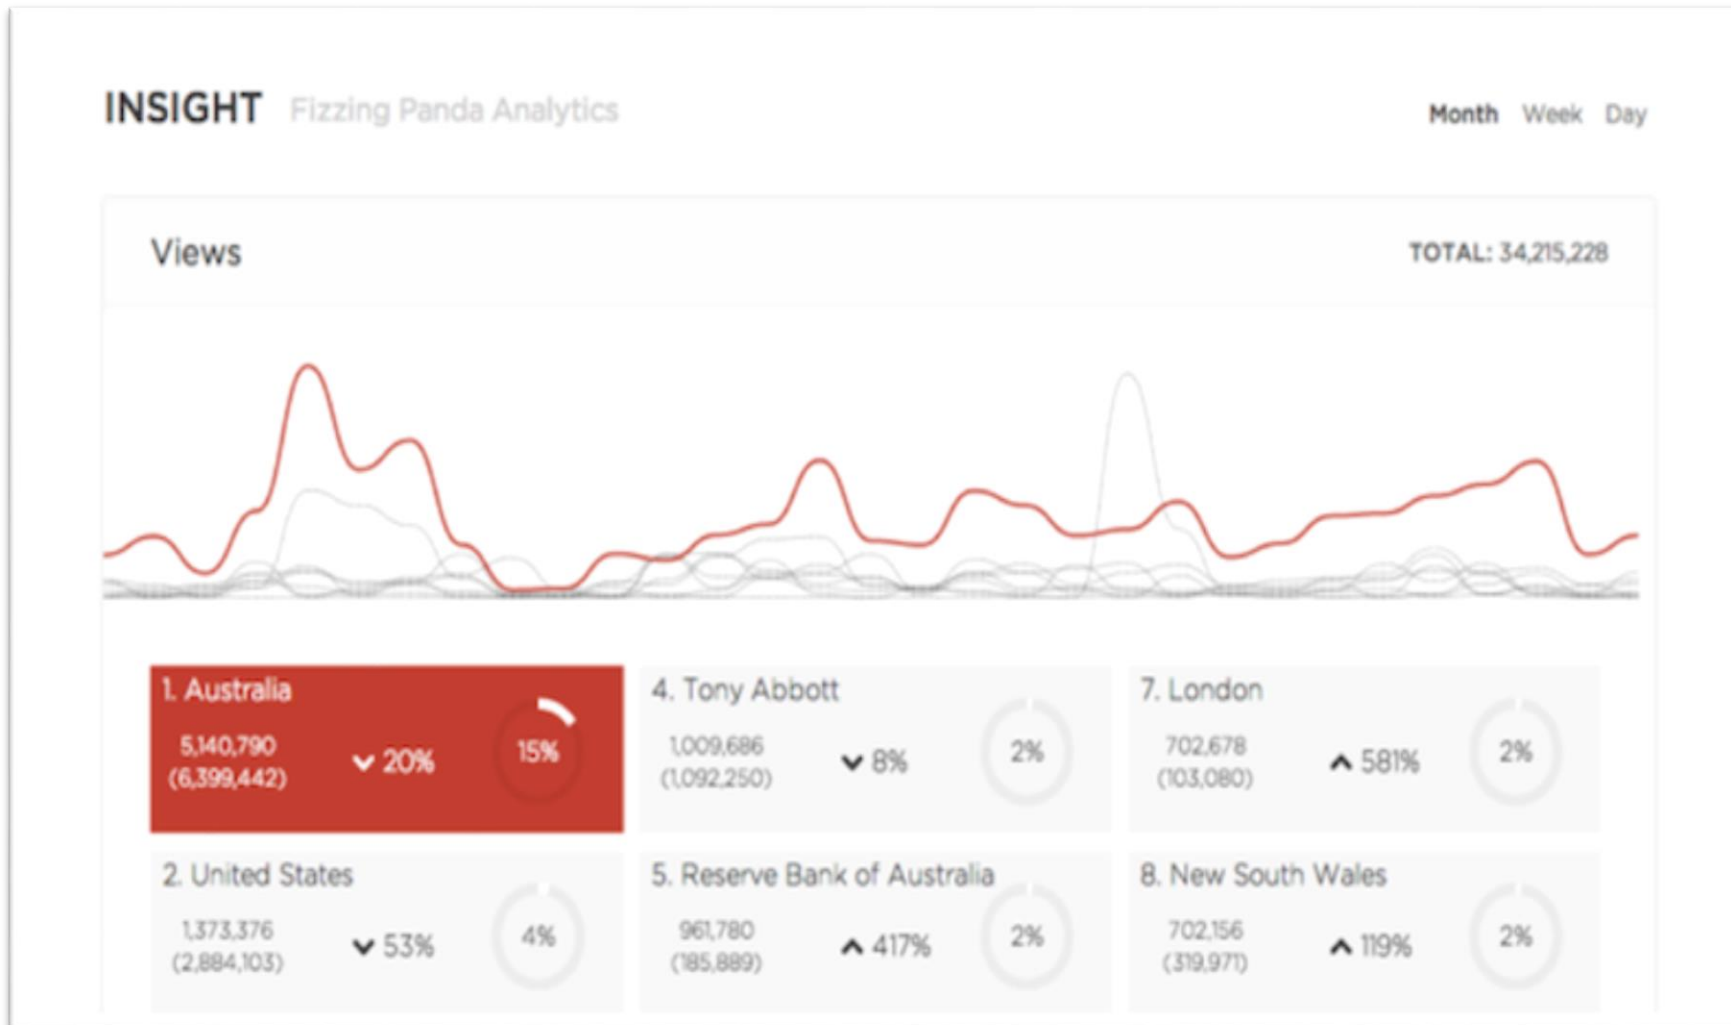 INSIGHT Fizzing Panda Analytics
Month Week Day
Views
TOTAL: 34,215,228
1. Australia
5,140,790
(6,399,442)
20%
15%
4. Tony Abbott
1,009,686
(1,092,250)
8%
2%
7. London
702,678
(103,080)
581%
2%
2. United States
1,373,376
(2,884,103)
53%
4%
5. Reserve Bank of Australia
961,780
(185,889)
417%
2%
8. New South Wales
702,156
(319,971)
119%
2%